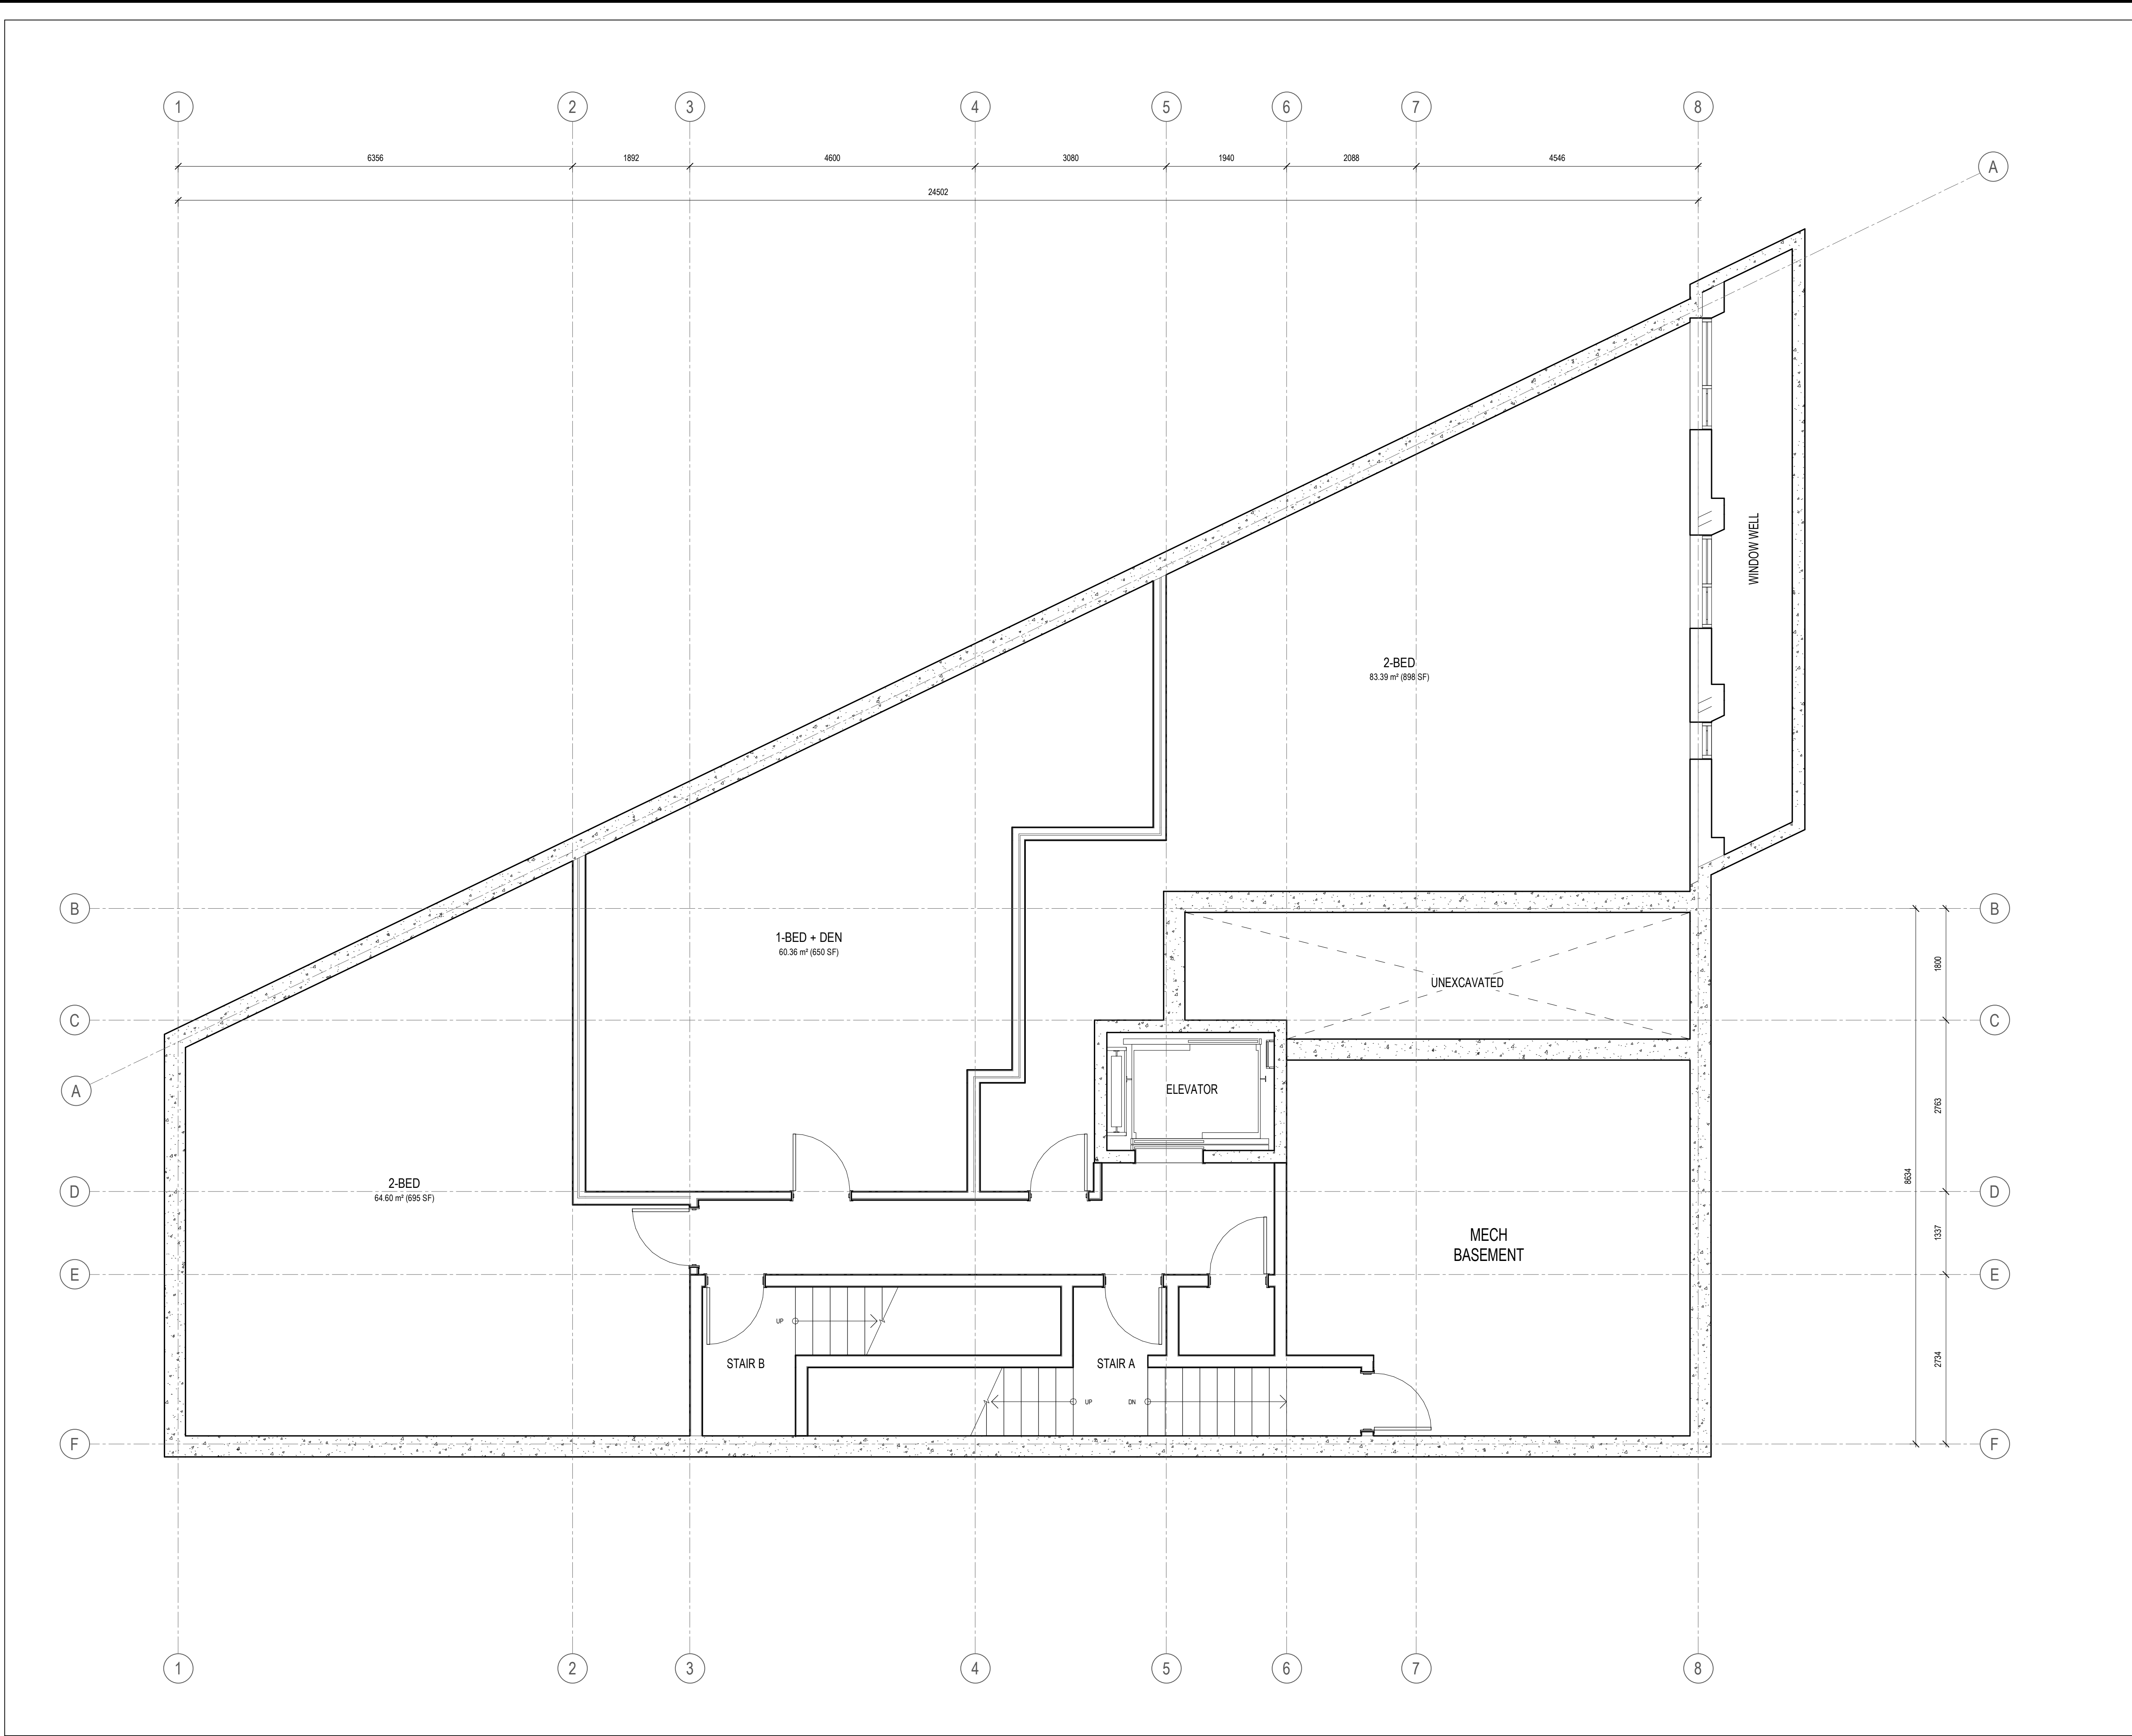 1 2 3 4 5 6 7 8
6356 1892 4600 3080 1940 2088 4546
A
24502
WINDOW WELL
2-BED
83.39 m² (898 SF)
B
B
1-BED + DEN
60.36 m² (650 SF)
1800
UNEXCAVATED
C
C
A
ELEVATOR
2763
8634
2-BED
64.60 m² (695 SF)
D
D
MECH
BASEMENT
1337
E
E
UP
STAIR B
STAIR A
2734
UP
DN
F
F
1 2 3 4 5 6 7 8